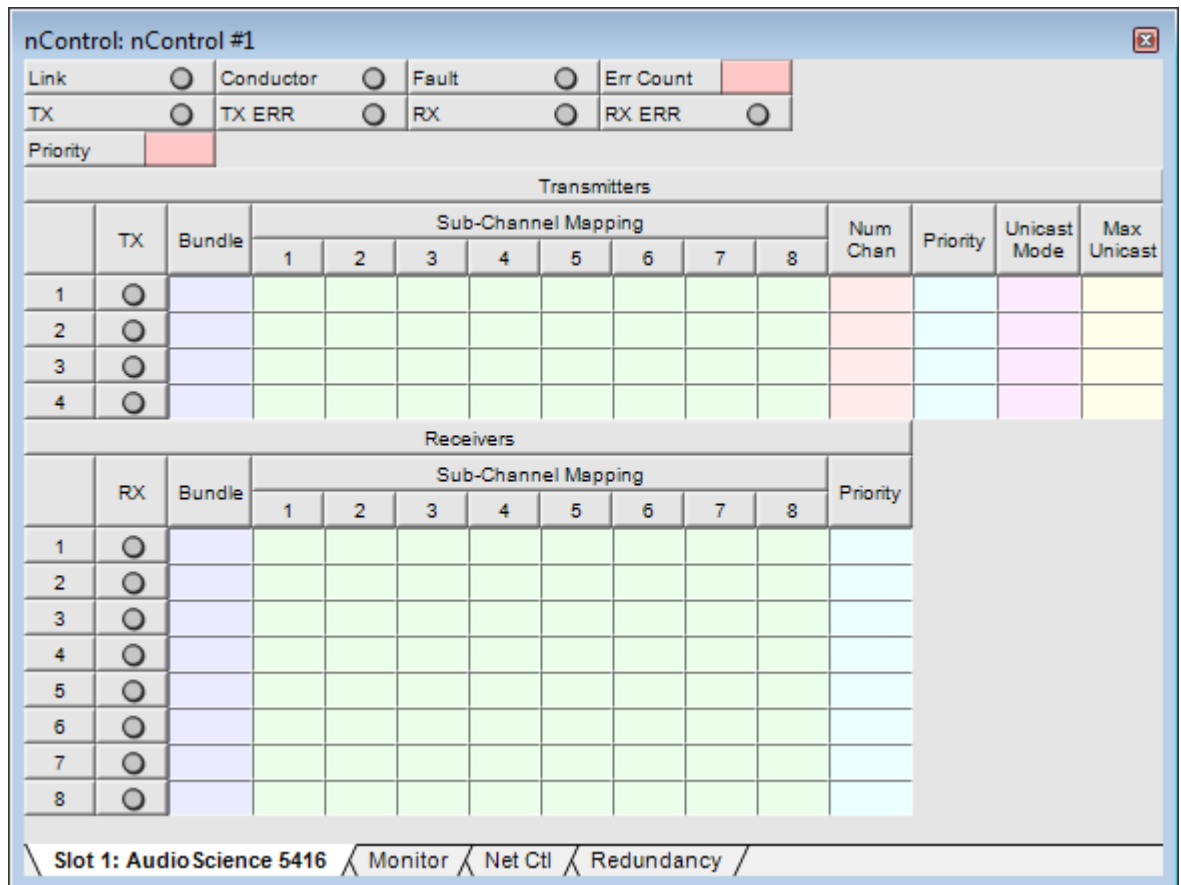 nControl: nControl #1
Link Conductor Fault Err Count
TX TX ERR RX RX ERR
Priority
Transmitters
TX Bundle Sub-Channel Mapping Num Chan Priority Unicast Mode Max Unicast
1 2 3 4 5 6 7 8
1
2
3
4
Receivers
RX Bundle Sub-Channel Mapping Priority
1 2 3 4 5 6 7 8
1
2
3
4
5
6
7
8
Slot 1: AudioScience 5416 Monitor Net Ctl Redundancy